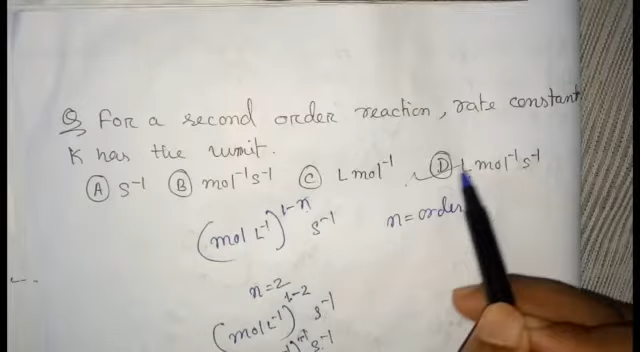 Q For a second order reaction, rate constant
K has the unit.
(A) S⁻¹ (B) mol⁻¹s⁻¹ (C) L mol⁻¹ (D) L mol⁻¹s⁻¹
(mol L⁻¹)¹⁻ⁿ s⁻¹ n = order
n = 2
(mol L⁻¹)¹⁻² s⁻¹
s⁻¹